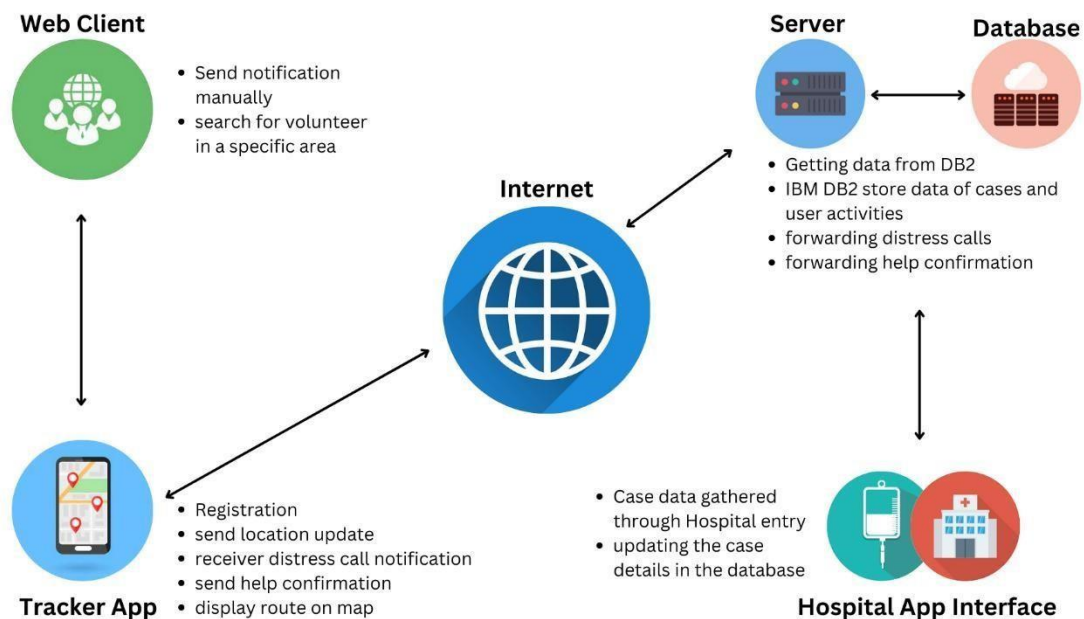 Web Client
• Send notification
manually
• search for volunteer
in a specific area
Server
Database
• Getting data from DB2
• IBM DB2 store data of cases and
user activities
• forwarding distress calls
• forwarding help confirmation
Internet
Tracker App
• Registration
• send location update
• receiver distress call notification
• send help confirmation
• display route on map
• Case data gathered
through Hospital entry
• updating the case
details in the database
Hospital App Interface